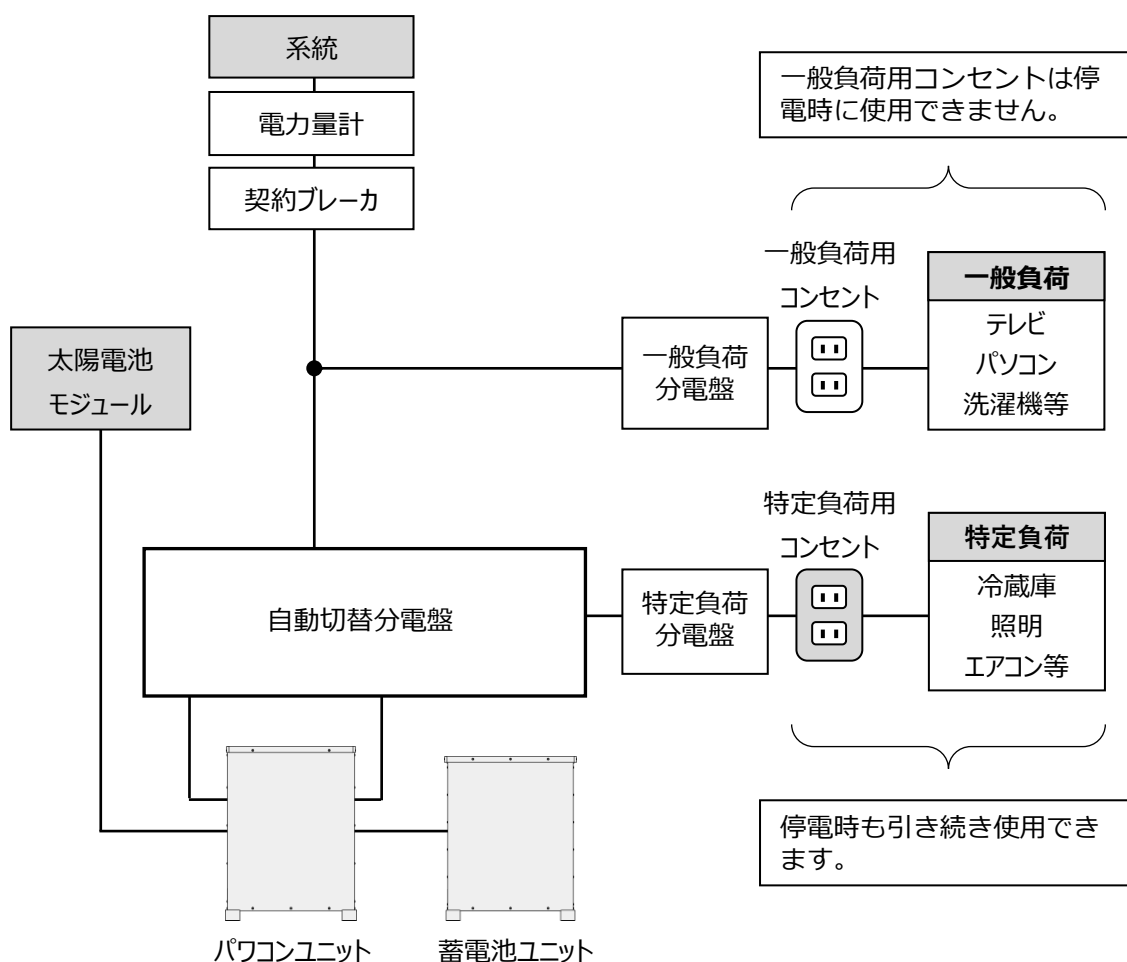 系統
電力量計
契約ブレーカ
一般負荷用コンセントは停
電時に使用できません。
一般負荷用
コンセント
一般負荷
テレビ
パソコン
洗濯機等
一般負荷
分電盤
太陽電池
モジュール
特定負荷用
コンセント
特定負荷
冷蔵庫
照明
エアコン等
自動切替分電盤
特定負荷
分電盤
停電時も引き続き使用でき
ます。
パワコンユニット
蓄電池ユニット